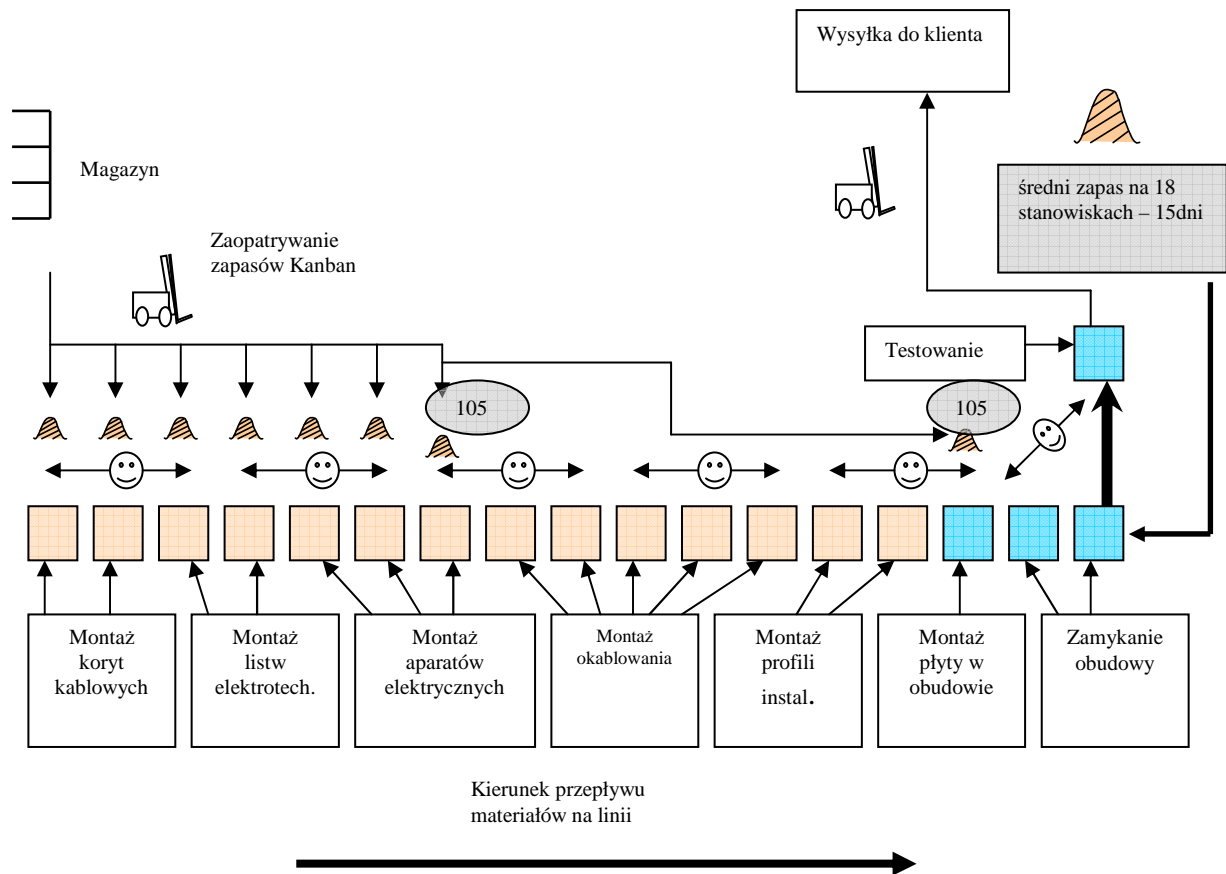 Wysyłka do klienta
Magazyn
średni zapas na 18
stanowiskach – 15dni
Zaopatrywanie
zapasów Kanban
Testowanie
105
105
Montaż
koryt
kablowych
Montaż
listw
elektrotech.
Montaż
aparatów
elektrycznych
Montaż
okablowania
Montaż
profili
instal.
Montaż
płyty w
obudowie
Zamykanie
obudowy
Kierunek przepływu
materiałów na linii